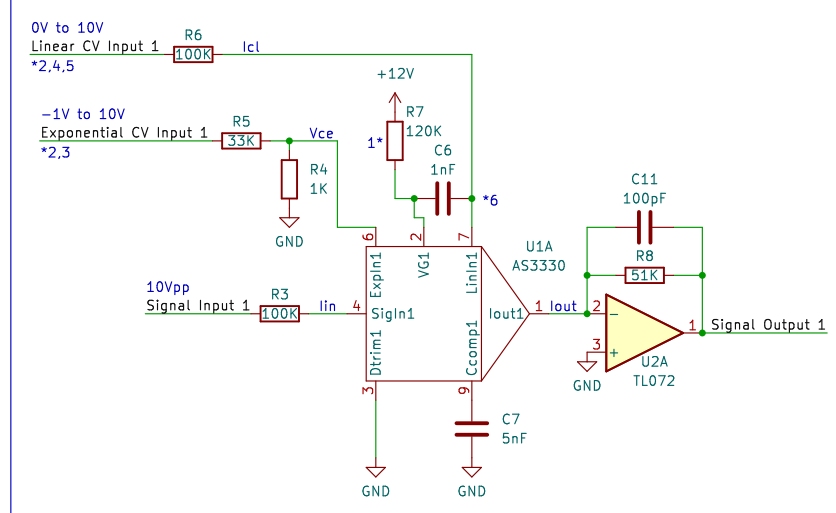 0V to 10V
Linear CV Input 1
*2,4,5
R6
100K
Icl
+12V
R7
120K
1*
C6
1nF
*6
-1V to 10V
Exponential CV Input 1
*2,3
R5
33K
Vce
R4
1K
GND
6
2
7
ExpIn1
VG1
LinIn1
U1A
AS3330
10Vpp
Signal Input 1
R3
100K
Iin
4
SigIn1
Iout1
1
Iout
Dtrim1
Ccomp1
3
9
C7
5nF
GND
GND
C11
100pF
R8
51K
2
-
3
+
1
GND
U2A
TL072
Signal Output 1